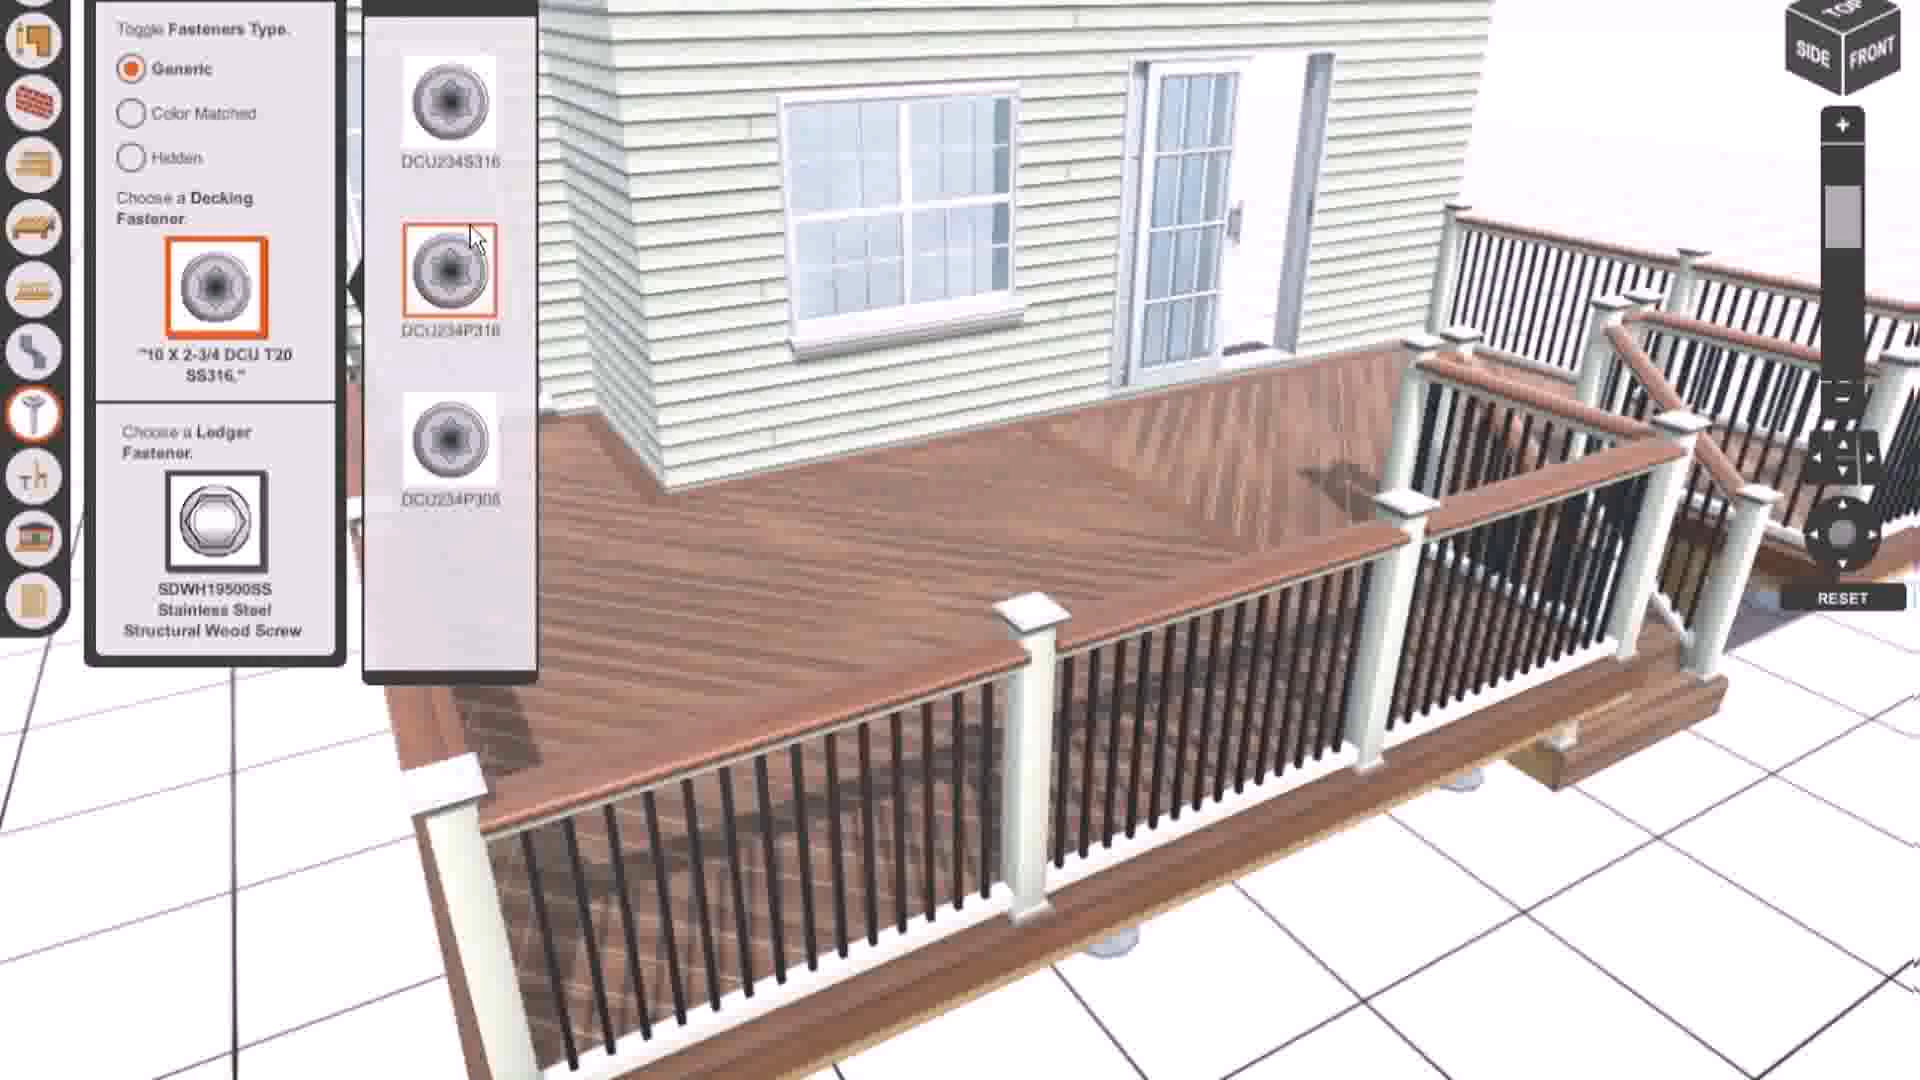 Toggle Fasteners Type.
Generic
Color Matched
Hidden
Choose a Decking
Fastener.
"10 X 2-3/4 DCU T20
SS316,"
Choose a Ledger
Fastener.
SDWH19500SS
Stainless Steel
Structural Wood Screw
DCU234S316
DCU234P316
DCU234P305
TOP
SIDE
FRONT
+
-
RESET